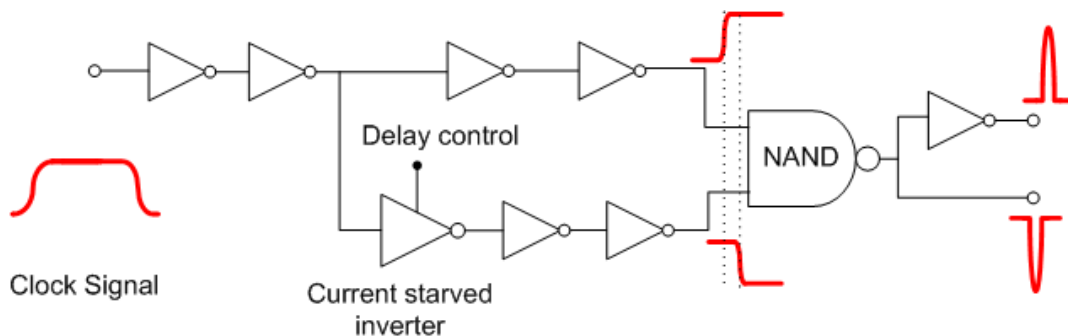 Delay control
NAND
Clock Signal
Current starved
inverter